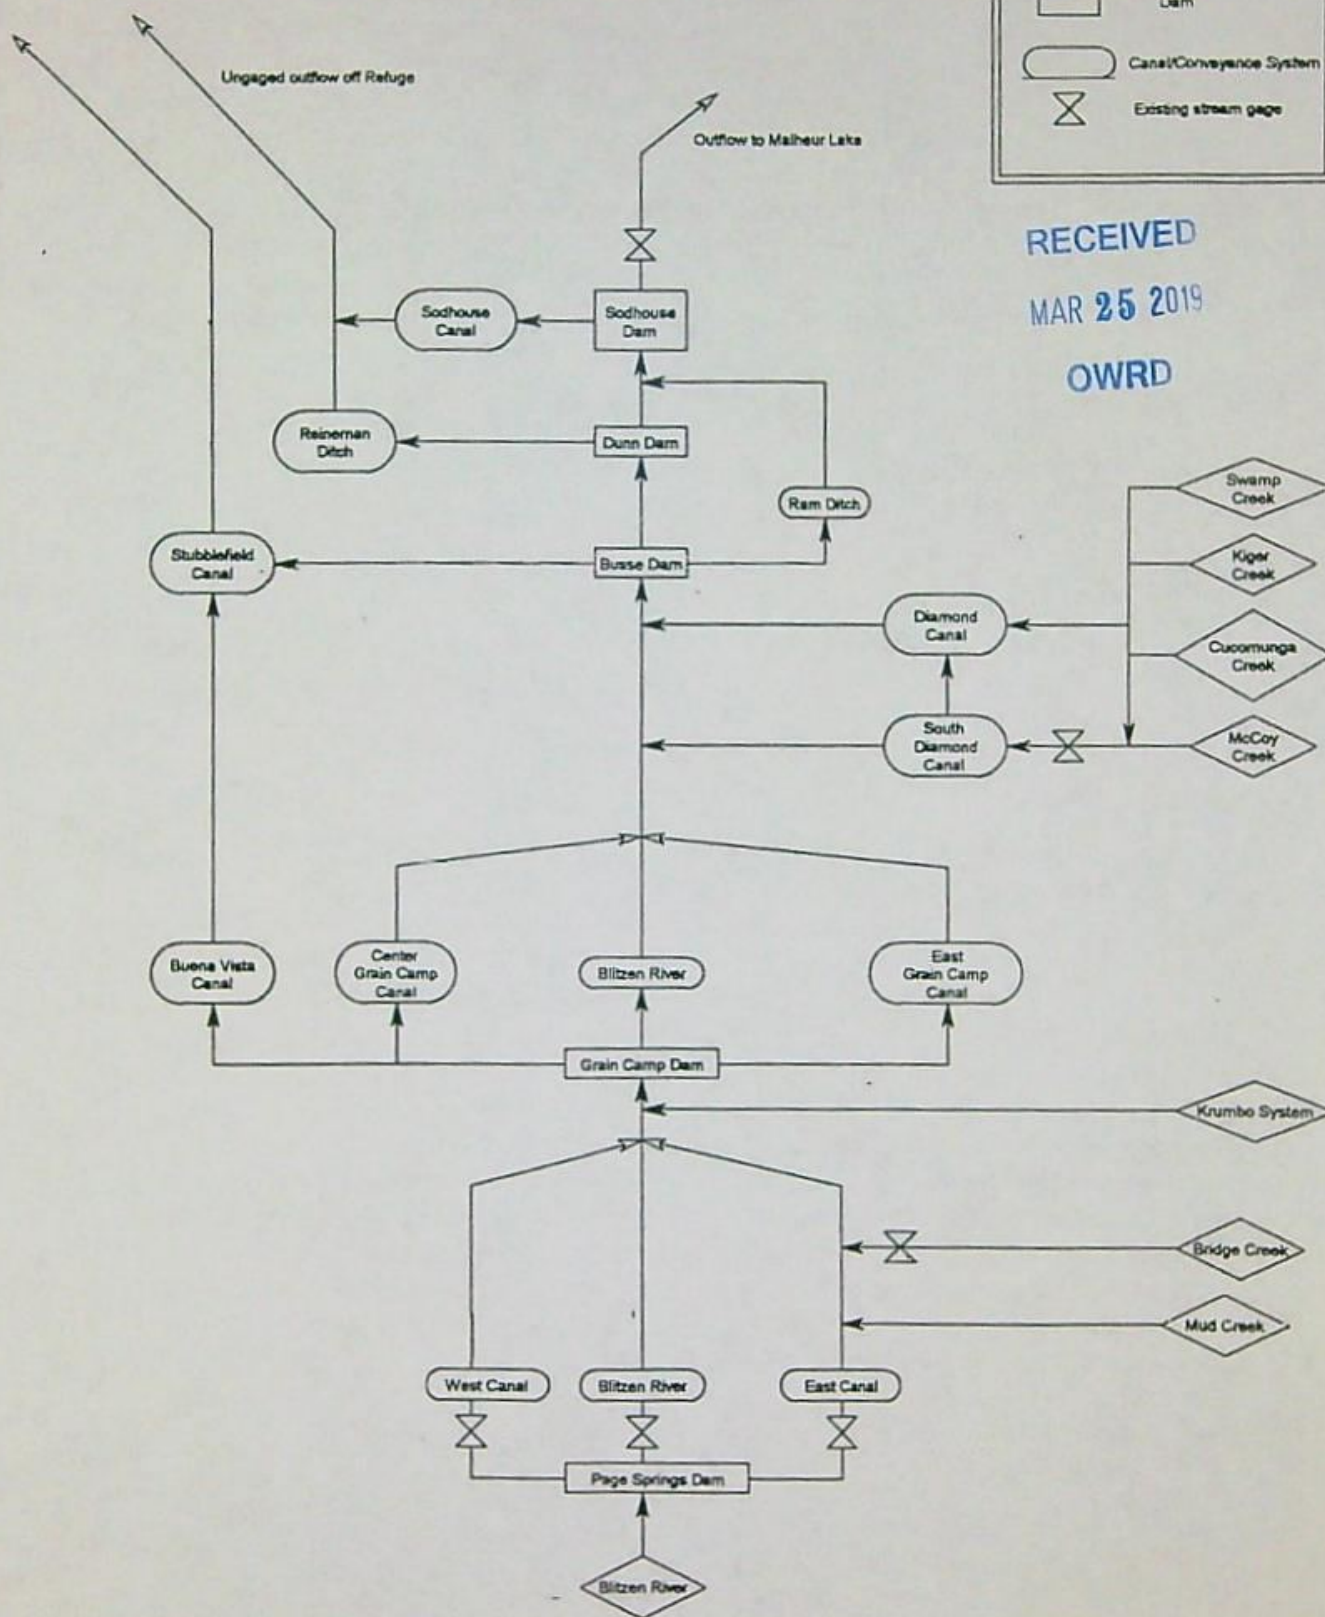 Dam
Canal/Conveyance System
Existing stream gage
Ungaged outflow off Refuge
Outflow to Malheur Lake
RECEIVED
MAR 25 2019
OWRD
Sodhouse
Canal
Sodhouse
Dam
Reineman
Ditch
Dunn Dam
Ram Ditch
Swamp
Creek
Stubblefield
Canal
Busse Dam
Kiger
Creek
Diamond
Canal
Cucomunga
Creek
South
Diamond
Canal
McCoy
Creek
Buena Vista
Canal
Center
Grain Camp
Canal
Blitzen River
East
Grain Camp
Canal
Grain Camp Dam
Krumbo System
Bridge Creek
Mud Creek
West Canal
Blitzen River
East Canal
Page Springs Dam
Blitzen River